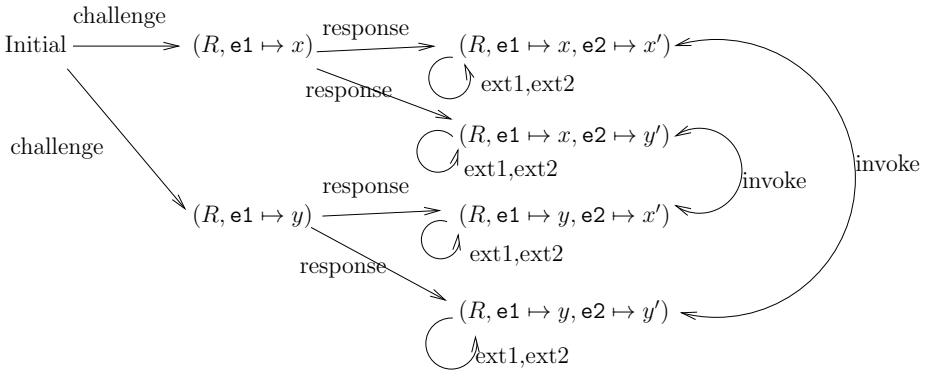 challenge
Initial
(R, e1 ↦ x)
response
(R, e1 ↦ x, e2 ↦ x′)
ext1,ext2
response
(R, e1 ↦ x, e2 ↦ y′)
ext1,ext2
challenge
invoke
invoke
(R, e1 ↦ y)
response
(R, e1 ↦ y, e2 ↦ x′)
ext1,ext2
response
(R, e1 ↦ y, e2 ↦ y′)
ext1,ext2